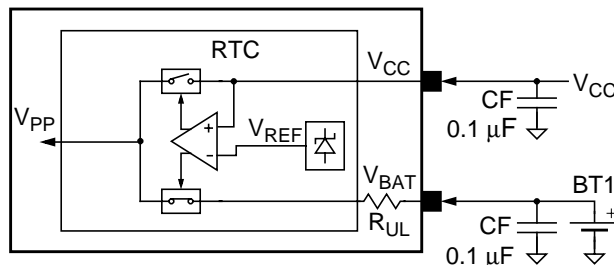 RTC
VCC
VCC
CF
0.1 µF
VPP
+
VREF
−
VBAT
RUL
BT1
+
CF
0.1 µF